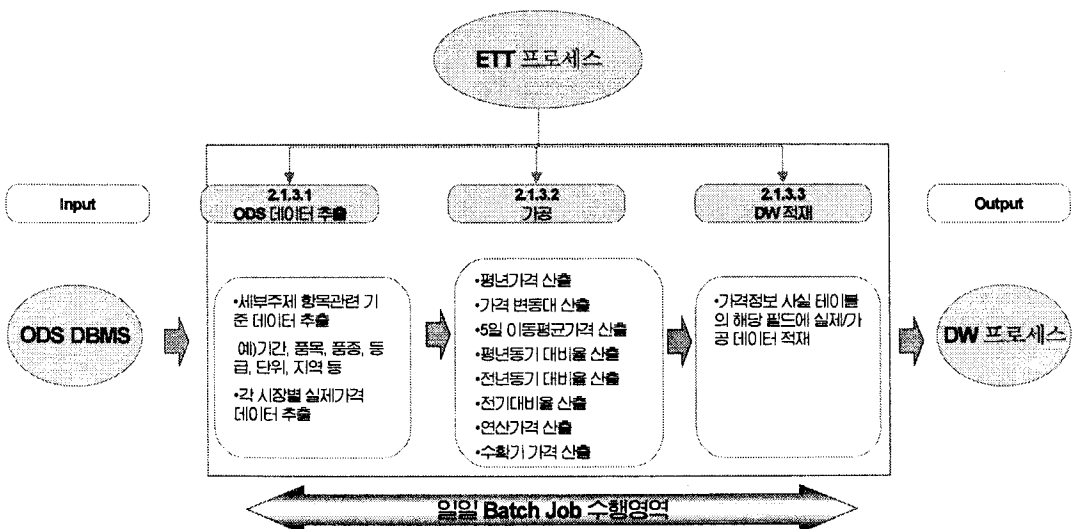 ETT 프로세스
Input
2.1.3.1
ODS 데이터 추출
2.1.3.2
가공
2.1.3.3
DW 적재
Output
ODS DBMS
•세부주제 항목관련 기
준 데이터 추출
예)기간, 품목, 품종, 등
급, 단위, 지역 등
•각 시장별 실제가격
데이터 추출
•평년가격 산출
•가격 변동대 산출
•5일 이동평균가격 산출
•평년동기 대비율 산출
•전년동기 대비율 산출
•전기대비율 산출
•연산가격 산출
•수확기 가격 산출
•가격정보 사실 테이블
의 해당 필드에 실제/가
공 데이터 적재
DW 프로세스
일일 Batch Job 수행영역